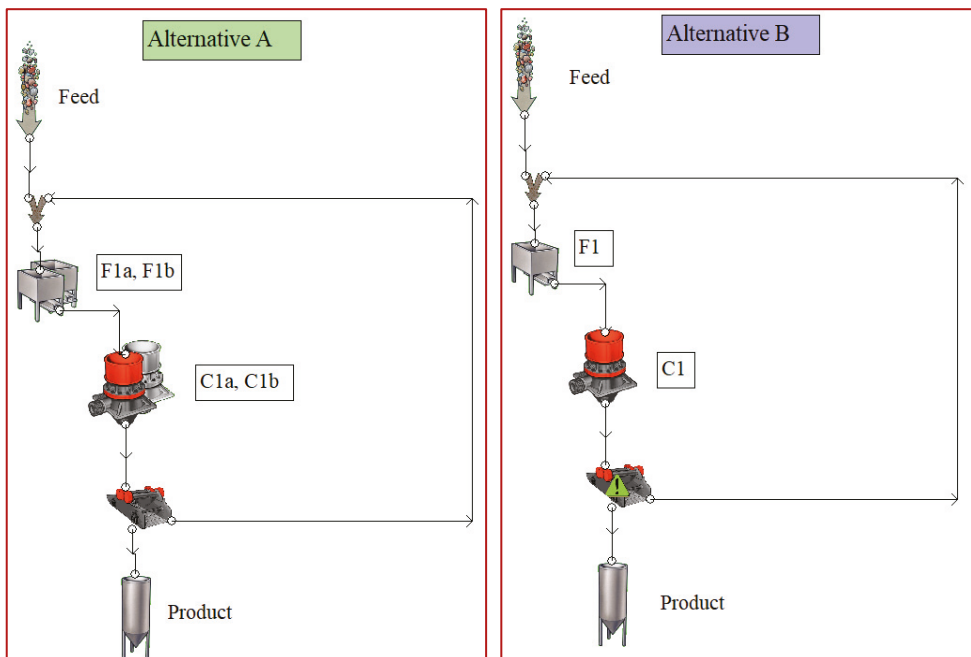 Alternative A
Feed
F1a, F1b
C1a, C1b
Product
Alternative B
Feed
F1
C1
Product